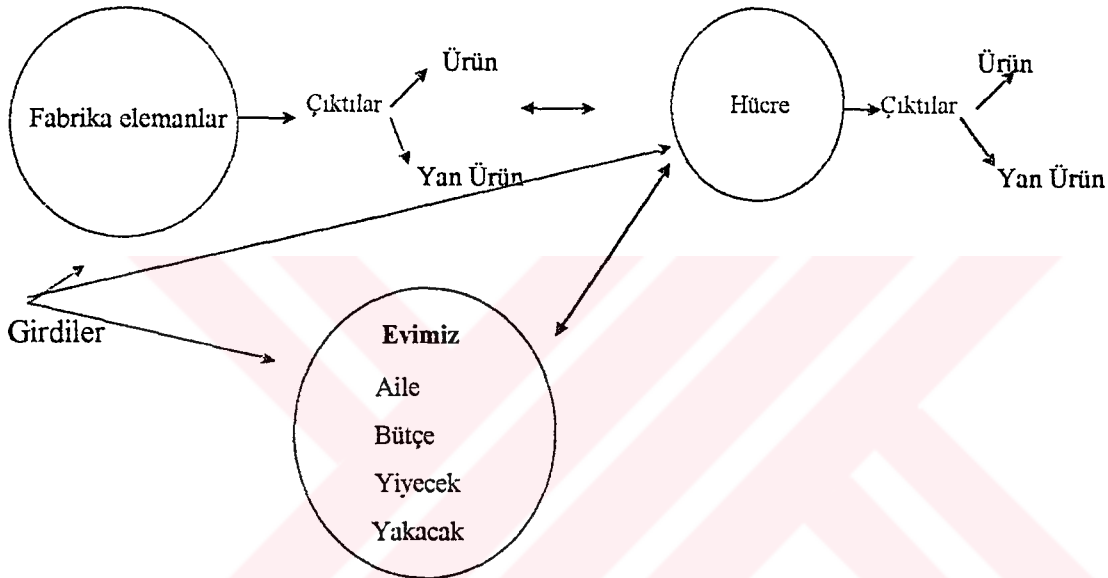 Fabrika elemanlar
Çıktılar
Ürün
Yan Ürün
Hücre
Çıktılar
Ürün
Yan Ürün
Girdiler
Evimiz
Aile
Bütçe
Yiyecek
Yakacak